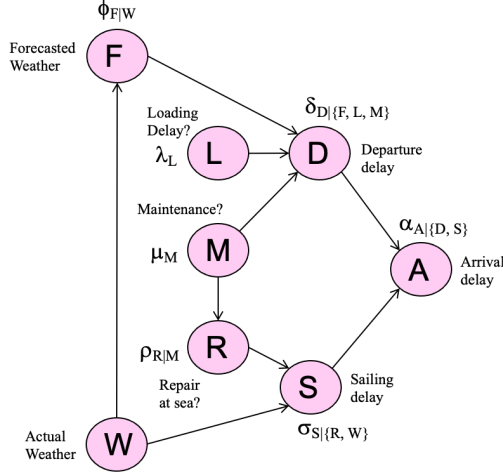 ϕF|W
Forecasted
Weather
F
Loading
Delay?
λL
L
δD|{F, L, M}
D
Departure
delay
Maintenance?
μM
M
αA|{D, S}
A
Arrival
delay
ρR|M
R
Repair
at sea?
S
Sailing
delay
σS|{R, W}
Actual
Weather
W